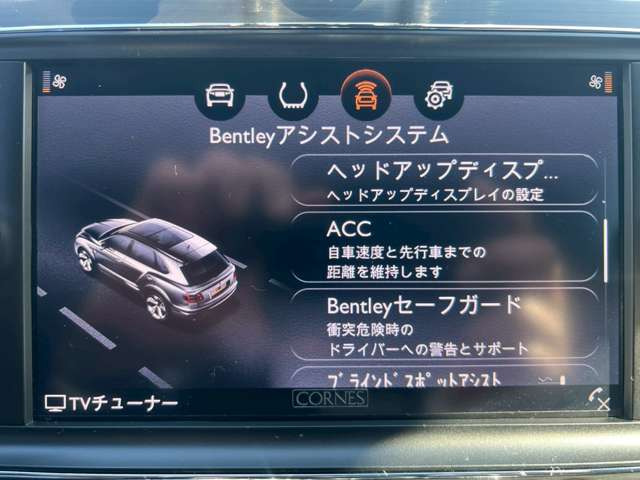 Bentleyアシストシステム
ヘッドアップディスプ...
ヘッドアップディスプレイの設定
ACC
自車速度と先行車までの
距離を維持します
Bentleyセーフガード
衝突危険時の
ドライバーへの警告とサポート
ブラインドスポットアシスト
TVチューナー
CORNES